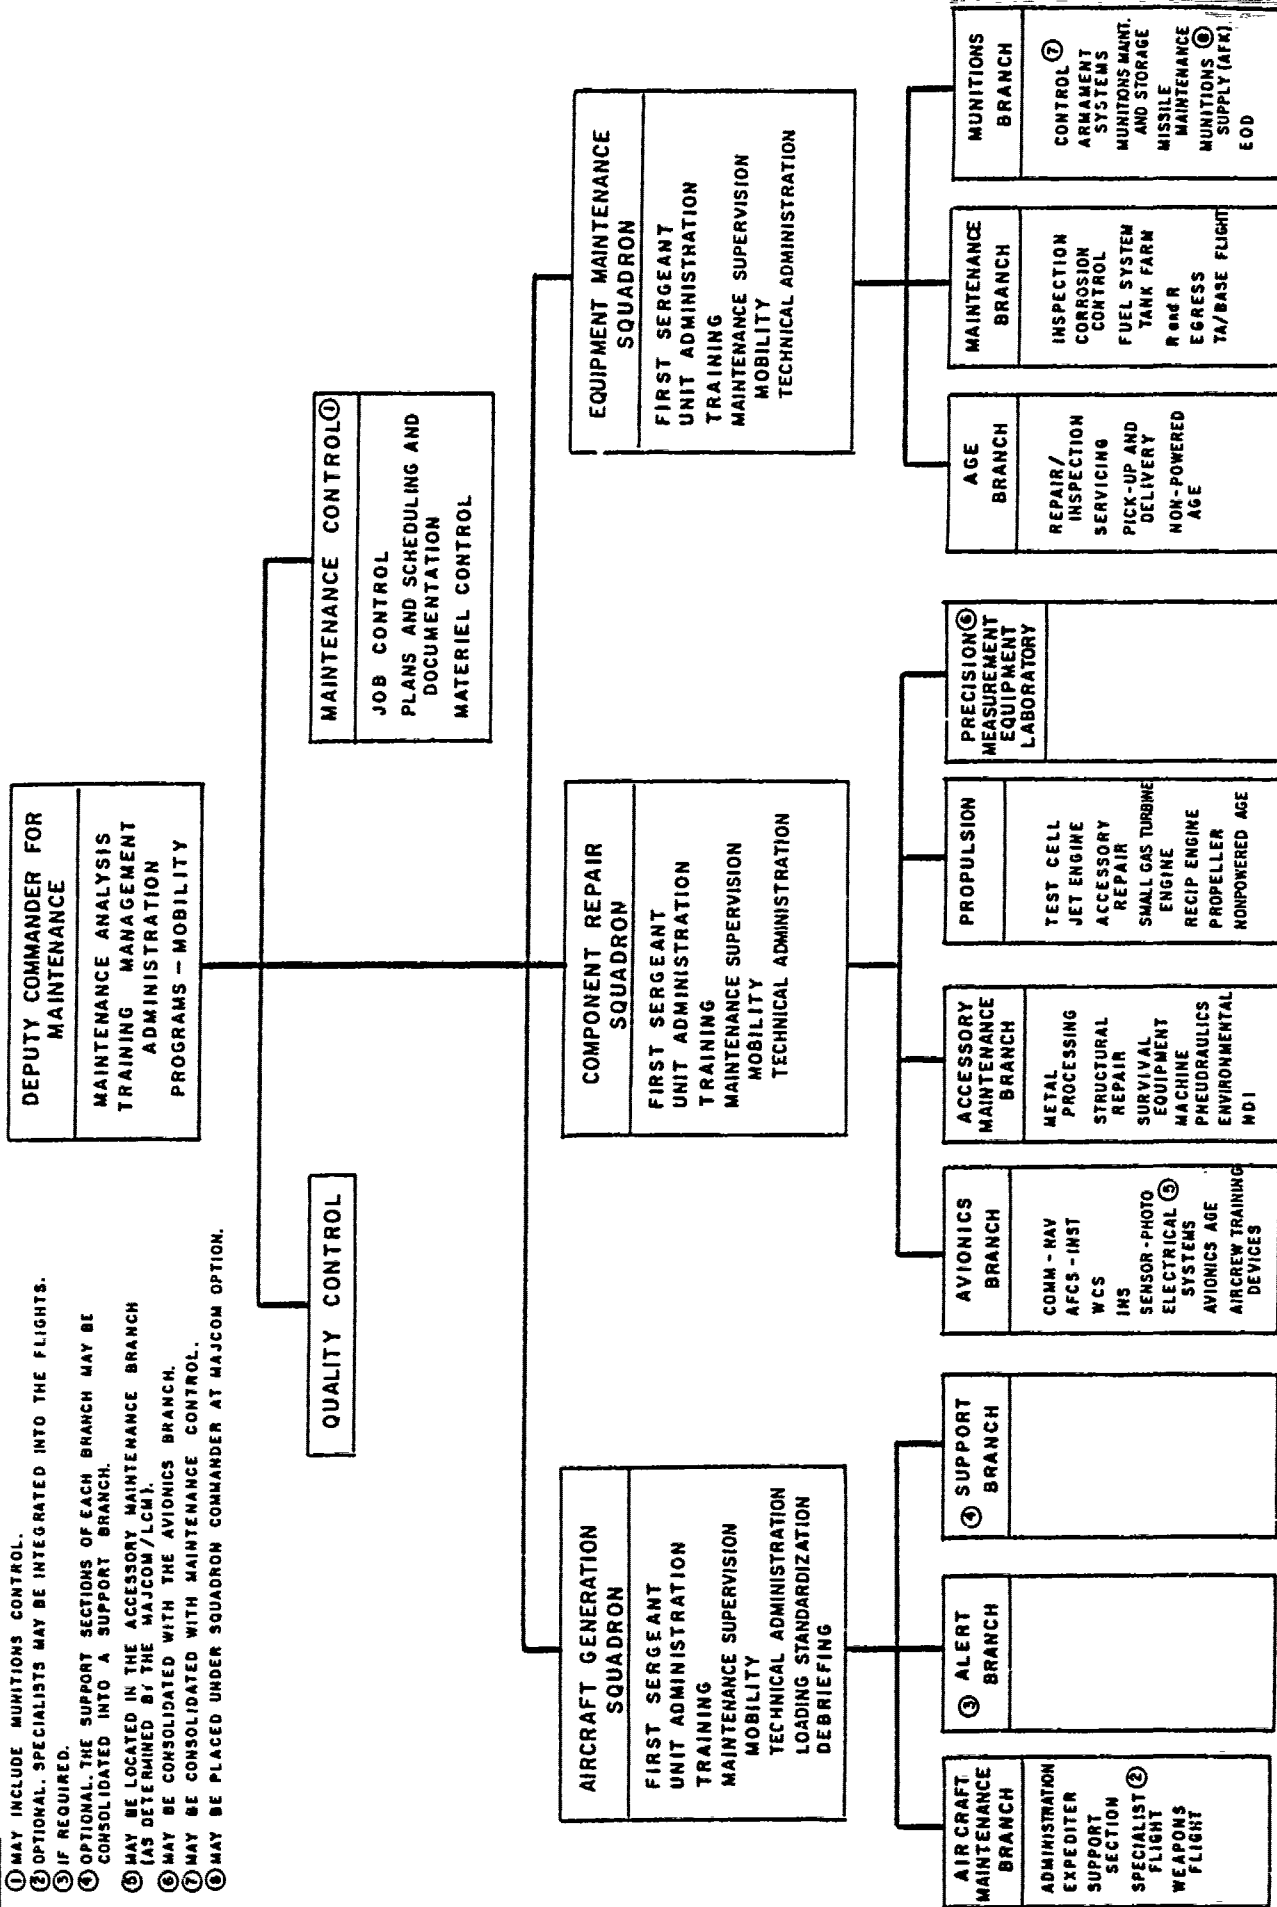 ① MAY INCLUDE MUNITIONS CONTROL.
② OPTIONAL. SPECIALISTS MAY BE INTEGRATED INTO THE FLIGHTS.
③ IF REQUIRED.
④ OPTIONAL. THE SUPPORT SECTIONS OF EACH BRANCH MAY BE
CONSOLIDATED INTO A SUPPORT BRANCH.
⑤ MAY BE LOCATED IN THE ACCESSORY MAINTENANCE BRANCH
(AS DETERMINED BY THE MAJCOM/LCM).
⑥ MAY BE CONSOLIDATED WITH THE AVIONICS BRANCH.
⑦ MAY BE CONSOLIDATED WITH MAINTENANCE CONTROL.
⑧ MAY BE PLACED UNDER SQUADRON COMMANDER AT MAJCOM OPTION.
DEPUTY COMMANDER FOR
MAINTENANCE
MAINTENANCE ANALYSIS
TRAINING MANAGEMENT
ADMINISTRATION
PROGRAMS - MOBILITY
QUALITY CONTROL
MAINTENANCE CONTROL ①
JOB CONTROL
PLANS AND SCHEDULING AND
DOCUMENTATION
MATERIEL CONTROL
AIRCRAFT GENERATION
SQUADRON
FIRST SERGEANT
UNIT ADMINISTRATION
TRAINING
MAINTENANCE SUPERVISION
MOBILITY
TECHNICAL ADMINISTRATION
LOADING STANDARDIZATION
DEBRIEFING
COMPONENT REPAIR
SQUADRON
FIRST SERGEANT
UNIT ADMINISTRATION
TRAINING
MAINTENANCE SUPERVISION
MOBILITY
TECHNICAL ADMINISTRATION
EQUIPMENT MAINTENANCE
SQUADRON
FIRST SERGEANT
UNIT ADMINISTRATION
TRAINING
MAINTENANCE SUPERVISION
MOBILITY
TECHNICAL ADMINISTRATION
AIRCRAFT
MAINTENANCE
BRANCH
ADMINISTRATION
EXPEDITER
SUPPORT
SECTION
SPECIALIST ②
FLIGHT
WEAPONS
FLIGHT
③ ALERT
BRANCH
④ SUPPORT
BRANCH
AVIONICS
BRANCH
COMM - NAV
AFCS - INST
WCS
INS
SENSOR - PHOTO
ELECTRICAL ⑤
SYSTEMS
AVIONICS AGE
AIRCREW TRAINING
DEVICES
ACCESSORY
MAINTENANCE
BRANCH
METAL
PROCESSING
STRUCTURAL
REPAIR
SURVIVAL
EQUIPMENT
MACHINE
PNEUDRAULICS
ENVIRONMENTAL
NDI
PROPULSION
TEST CELL
JET ENGINE
ACCESSORY
REPAIR
SMALL GAS TURBINE
ENGINE
RECIP ENGINE
PROPELLER
NONPOWERED AGE
PRECISION ⑥
MEASUREMENT
EQUIPMENT
LABORATORY
AGE
BRANCH
REPAIR/
INSPECTION
SERVICING
PICK-UP AND
DELIVERY
NON-POWERED
AGE
MAINTENANCE
BRANCH
INSPECTION
CORROSION
CONTROL
FUEL SYSTEM
TANK FARM
R and R
EGRESS
TA/BASE FLIGHT
MUNITIONS
BRANCH
CONTROL ⑦
ARMAMENT
SYSTEMS
MUNITIONS MAINT.
AND STORAGE
MISSILE
MAINTENANCE
MUNITIONS ⑧
SUPPLY (AFK)
EOD